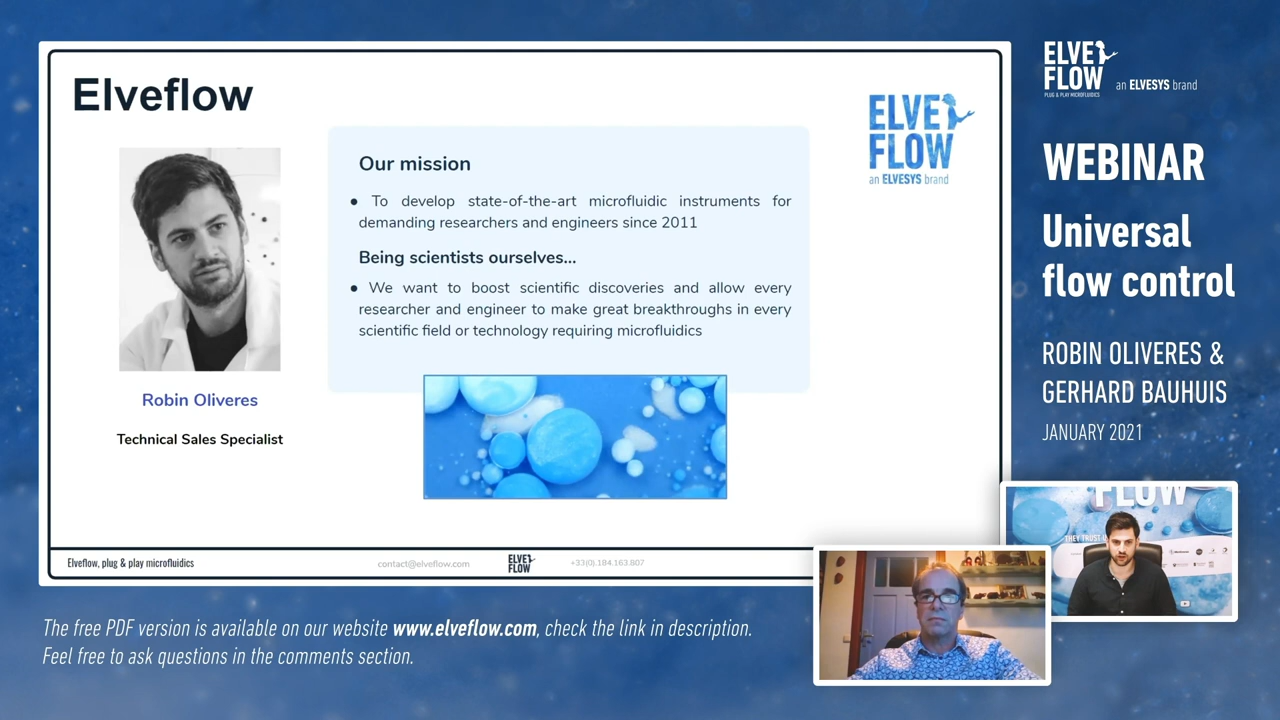 Elveflow
Robin Oliveres
Technical Sales Specialist
Our mission
● To develop state-of-the-art microfluidic instruments for
demanding researchers and engineers since 2011
Being scientists ourselves...
● We want to boost scientific discoveries and allow every
researcher and engineer to make great breakthroughs in every
scientific field or technology requiring microfluidics
ELVE
FLOW
an ELVESYS brand
Elveflow, plug & play microfluidics
contact@elveflow.com
ELVE
FLOW
+33(0).184.163.807
ELVE
FLOW
PLUG & PLAY MICROFLUIDICS
an ELVESYS brand
WEBINAR
Universal
flow control
ROBIN OLIVERES &
GERHARD BAUHUIS
JANUARY 2021
FLOW
THEY TRUST U
The free PDF version is available on our website www.elveflow.com, check the link in description.
Feel free to ask questions in the comments section.